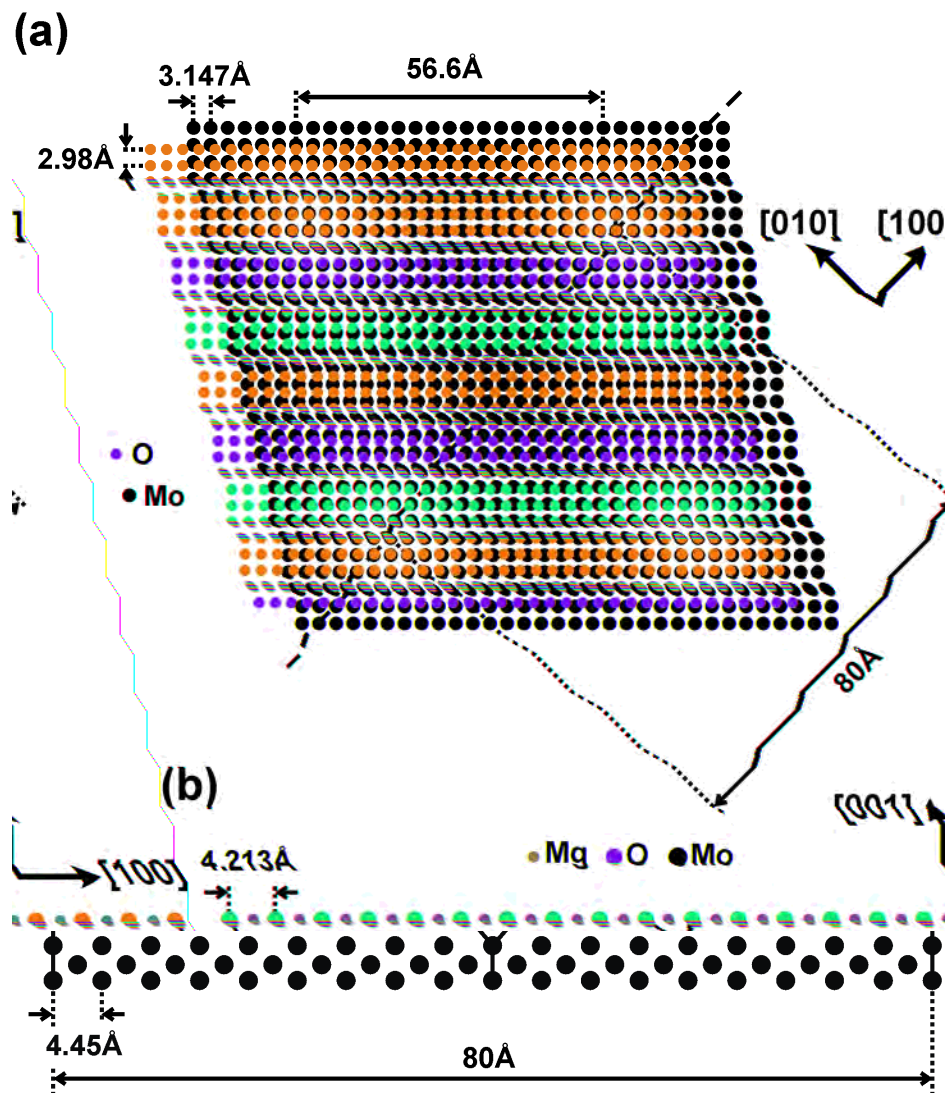 (a)
3.147Å
56.6Å
2.98Å
]
[010]
[100
O
Mo
80Å
(b)
[001]
[100]
4.213Å
Mg
O
Mo
4.45Å
80Å